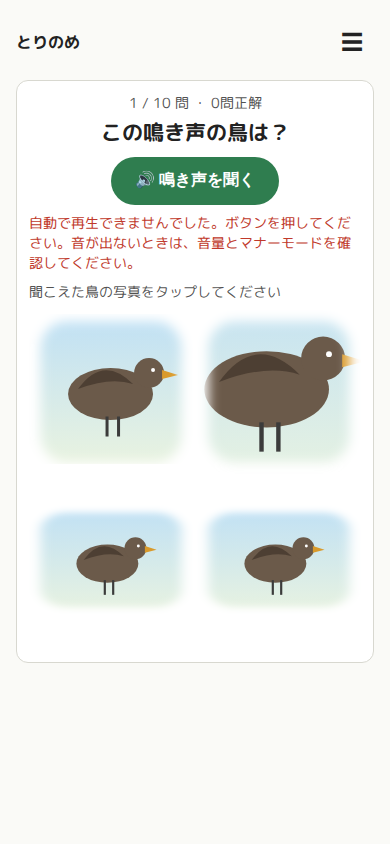 とりのめ
1 / 10 問 · 0問正解
この鳴き声の鳥は？
🔊 鳴き声を聞く
自動で再生できませんでした。ボタンを押してくだ
さい。音が出ないときは、音量とマナーモードを確
認してください。
聞こえた鳥の写真をタップしてください